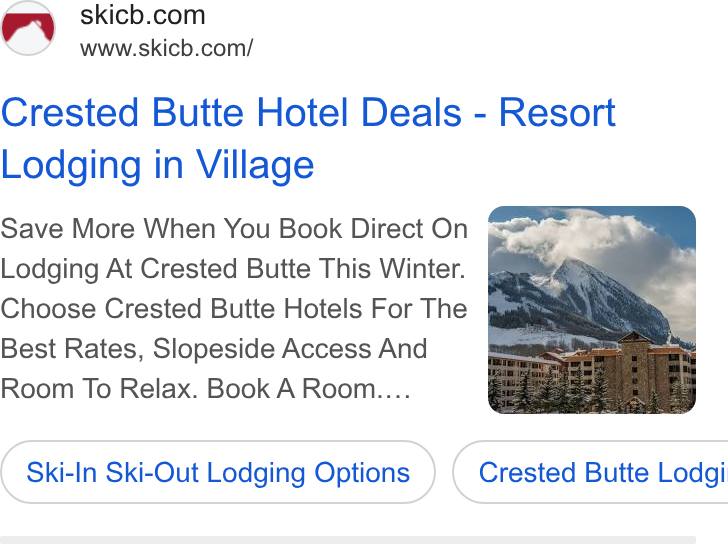 skicb.com
www.skicb.com/
Crested Butte Hotel Deals - Resort
Lodging in Village
Save More When You Book Direct On
Lodging At Crested Butte This Winter.
Choose Crested Butte Hotels For The
Best Rates, Slopeside Access And
Room To Relax. Book A Room.…
Ski-In Ski-Out Lodging Options
Crested Butte Lodgi